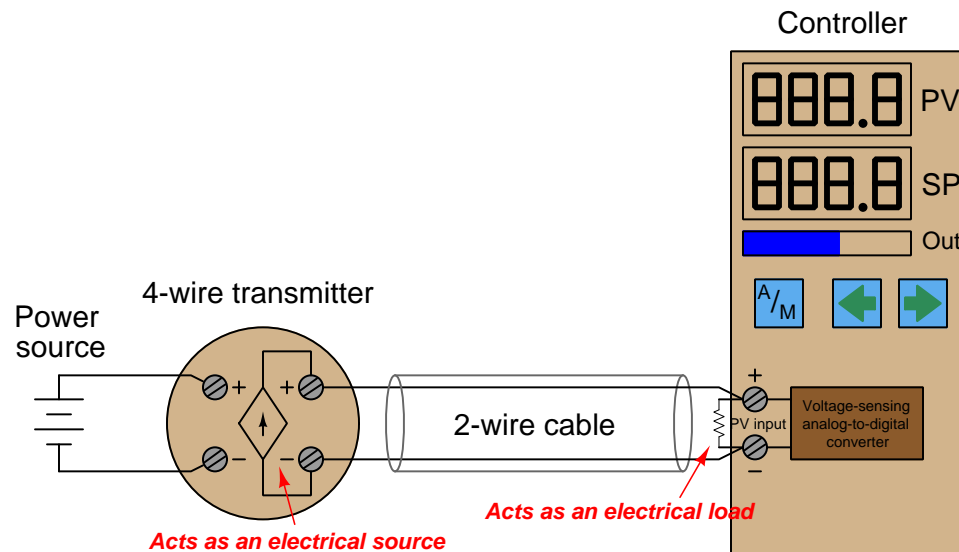 Controller
888.8 PV
888.8 SP
Out
A/M
4-wire transmitter
Power
source
+ + +
2-wire cable
PV input
Voltage-sensing
analog-to-digital
converter
− − −
Acts as an electrical load
Acts as an electrical source